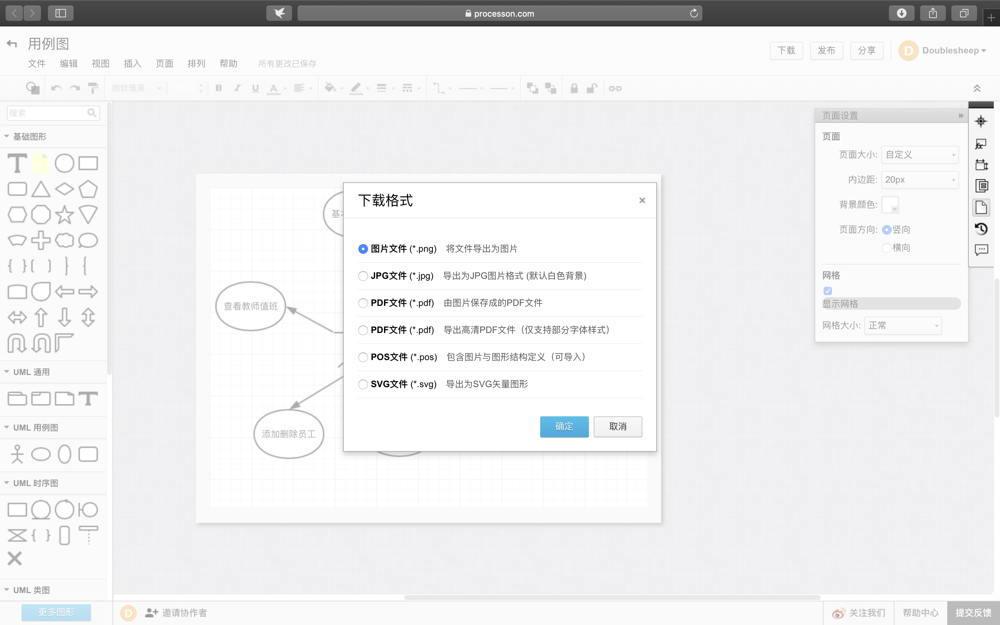 processon.com
用例图
文件 编辑 视图 插入 页面 排列 帮助 所有更改已保存
下载 发布 分享 D Doublesheep
微软雅黑 13px B I U A
搜索
基础图形
UML 通用
UML 用例图
UML 时序图
UML 类图
更多图形
基本
查看教师值班
添加删除员工
下载格式
图片文件 (*.png) 将文件导出为图片
JPG文件 (*.jpg) 导出为JPG图片格式 (默认白色背景)
PDF文件 (*.pdf) 由图片保存成的PDF文件
PDF文件 (*.pdf) 导出高清PDF文件（仅支持部分字体样式）
POS文件 (*.pos) 包含图片与图形结构定义（可导入）
SVG文件 (*.svg) 导出为SVG矢量图形
确定 取消
页面设置
页面
页面大小: 自定义
内边距: 20px
背景颜色:
页面方向: 竖向
横向
网格
显示网格
网格大小: 正常
fx
D 邀请协作者
关注我们 帮助中心 提交反馈